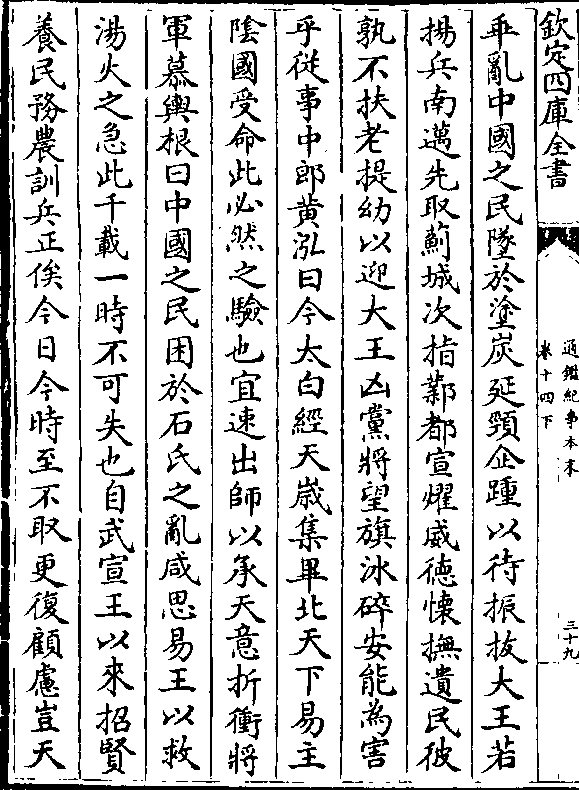 欽定四庫全書
通鑑紀事本末
卷十四下
三十九
乖亂中國之民墜於塗炭延頸企踵以待振拔大王若
揚兵南邁先取薊城次指鄴都宣耀威徳懐撫遺民彼
孰不扶老提幼以迎大王凶黨將望旗冰碎安能為害
乎從事中郎黄泓曰今太白經天歳集畢北天下易主
陰國受命此必然之驗也宜速出師以承天意折衝將
軍慕輿根曰中國之民困於石氏之亂咸思易主以救
湯火之急此千載一時不可失也自武宣王以來招賢
養民務農訓兵正俟今日今時至不取更復顧慮豈天